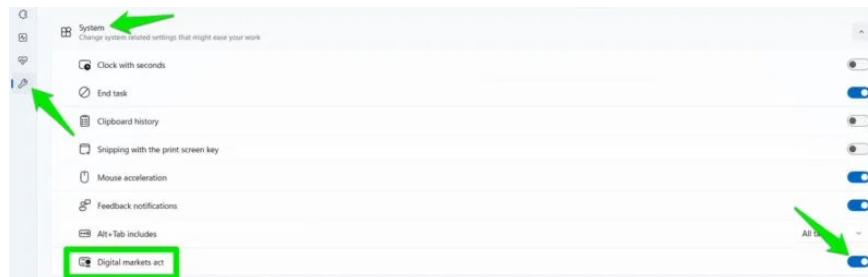 System
Change system related settings that might ease your work
Clock with seconds
End task
Clipboard history
Snipping with the print screen key
Mouse acceleration
Feedback notifications
Alt+Tab includes
All
Digital markets act